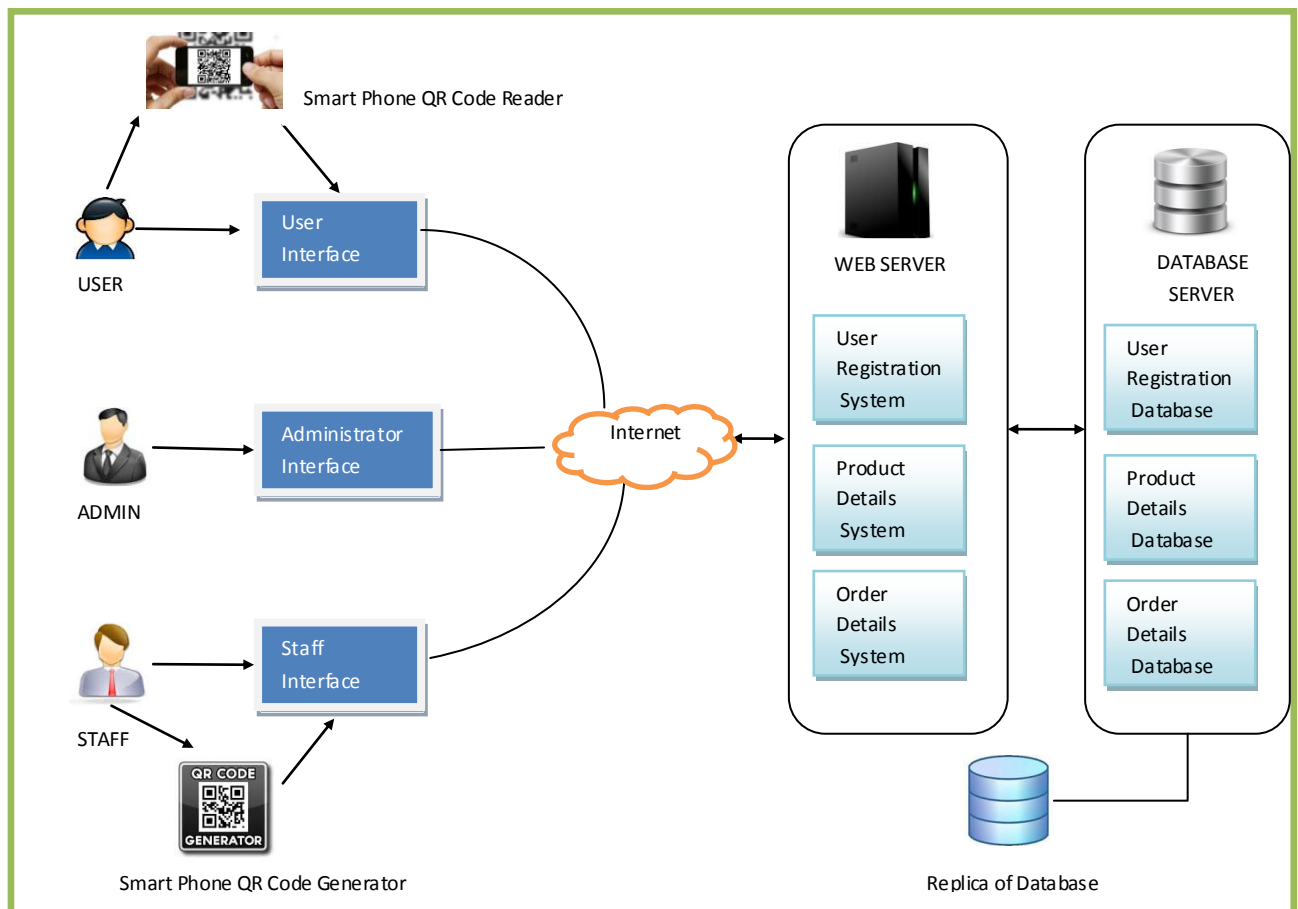 Smart Phone QR Code Reader
USER
User
Interface
ADMIN
Administrator
Interface
STAFF
Staff
Interface
QR CODE
GENERATOR
Smart Phone QR Code Generator
Internet
WEB SERVER
User
Registration
System
Product
Details
System
Order
Details
System
DATABASE
SERVER
User
Registration
Database
Product
Details
Database
Order
Details
Database
Replica of Database